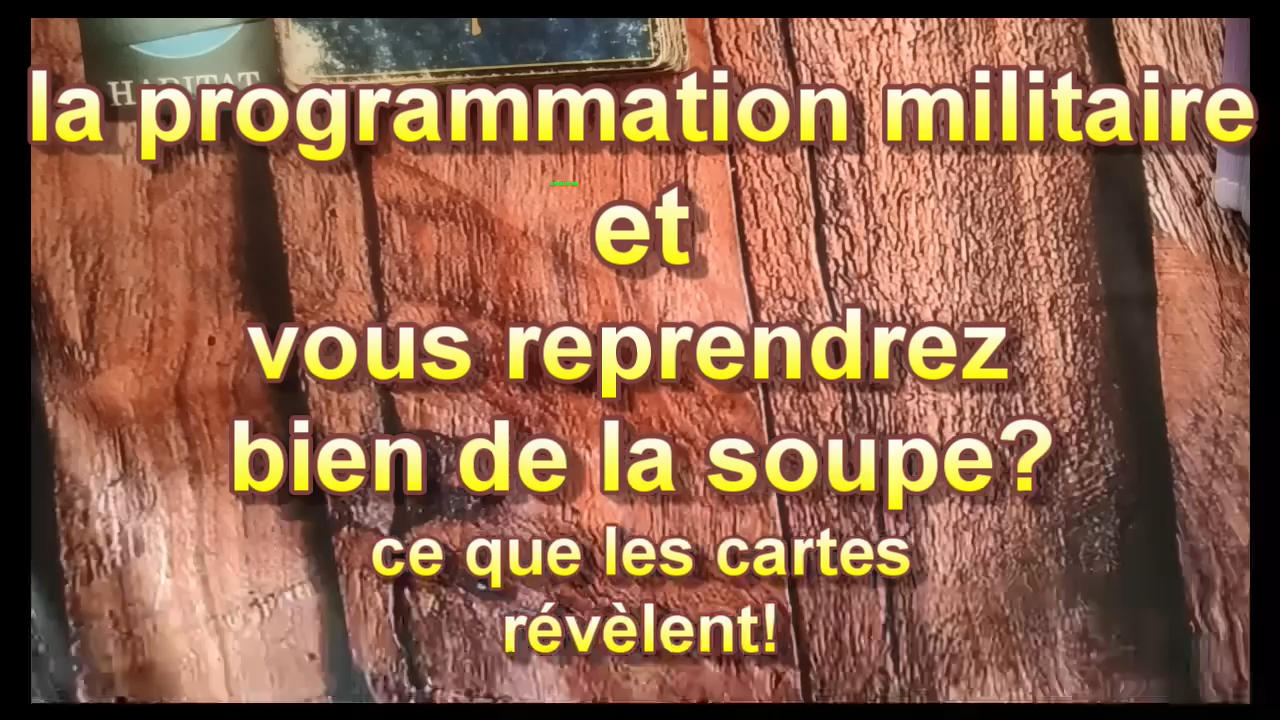 HABITAT
la programmation militaire
et
vous reprendrez
bien de la soupe?
ce que les cartes
révèlent!